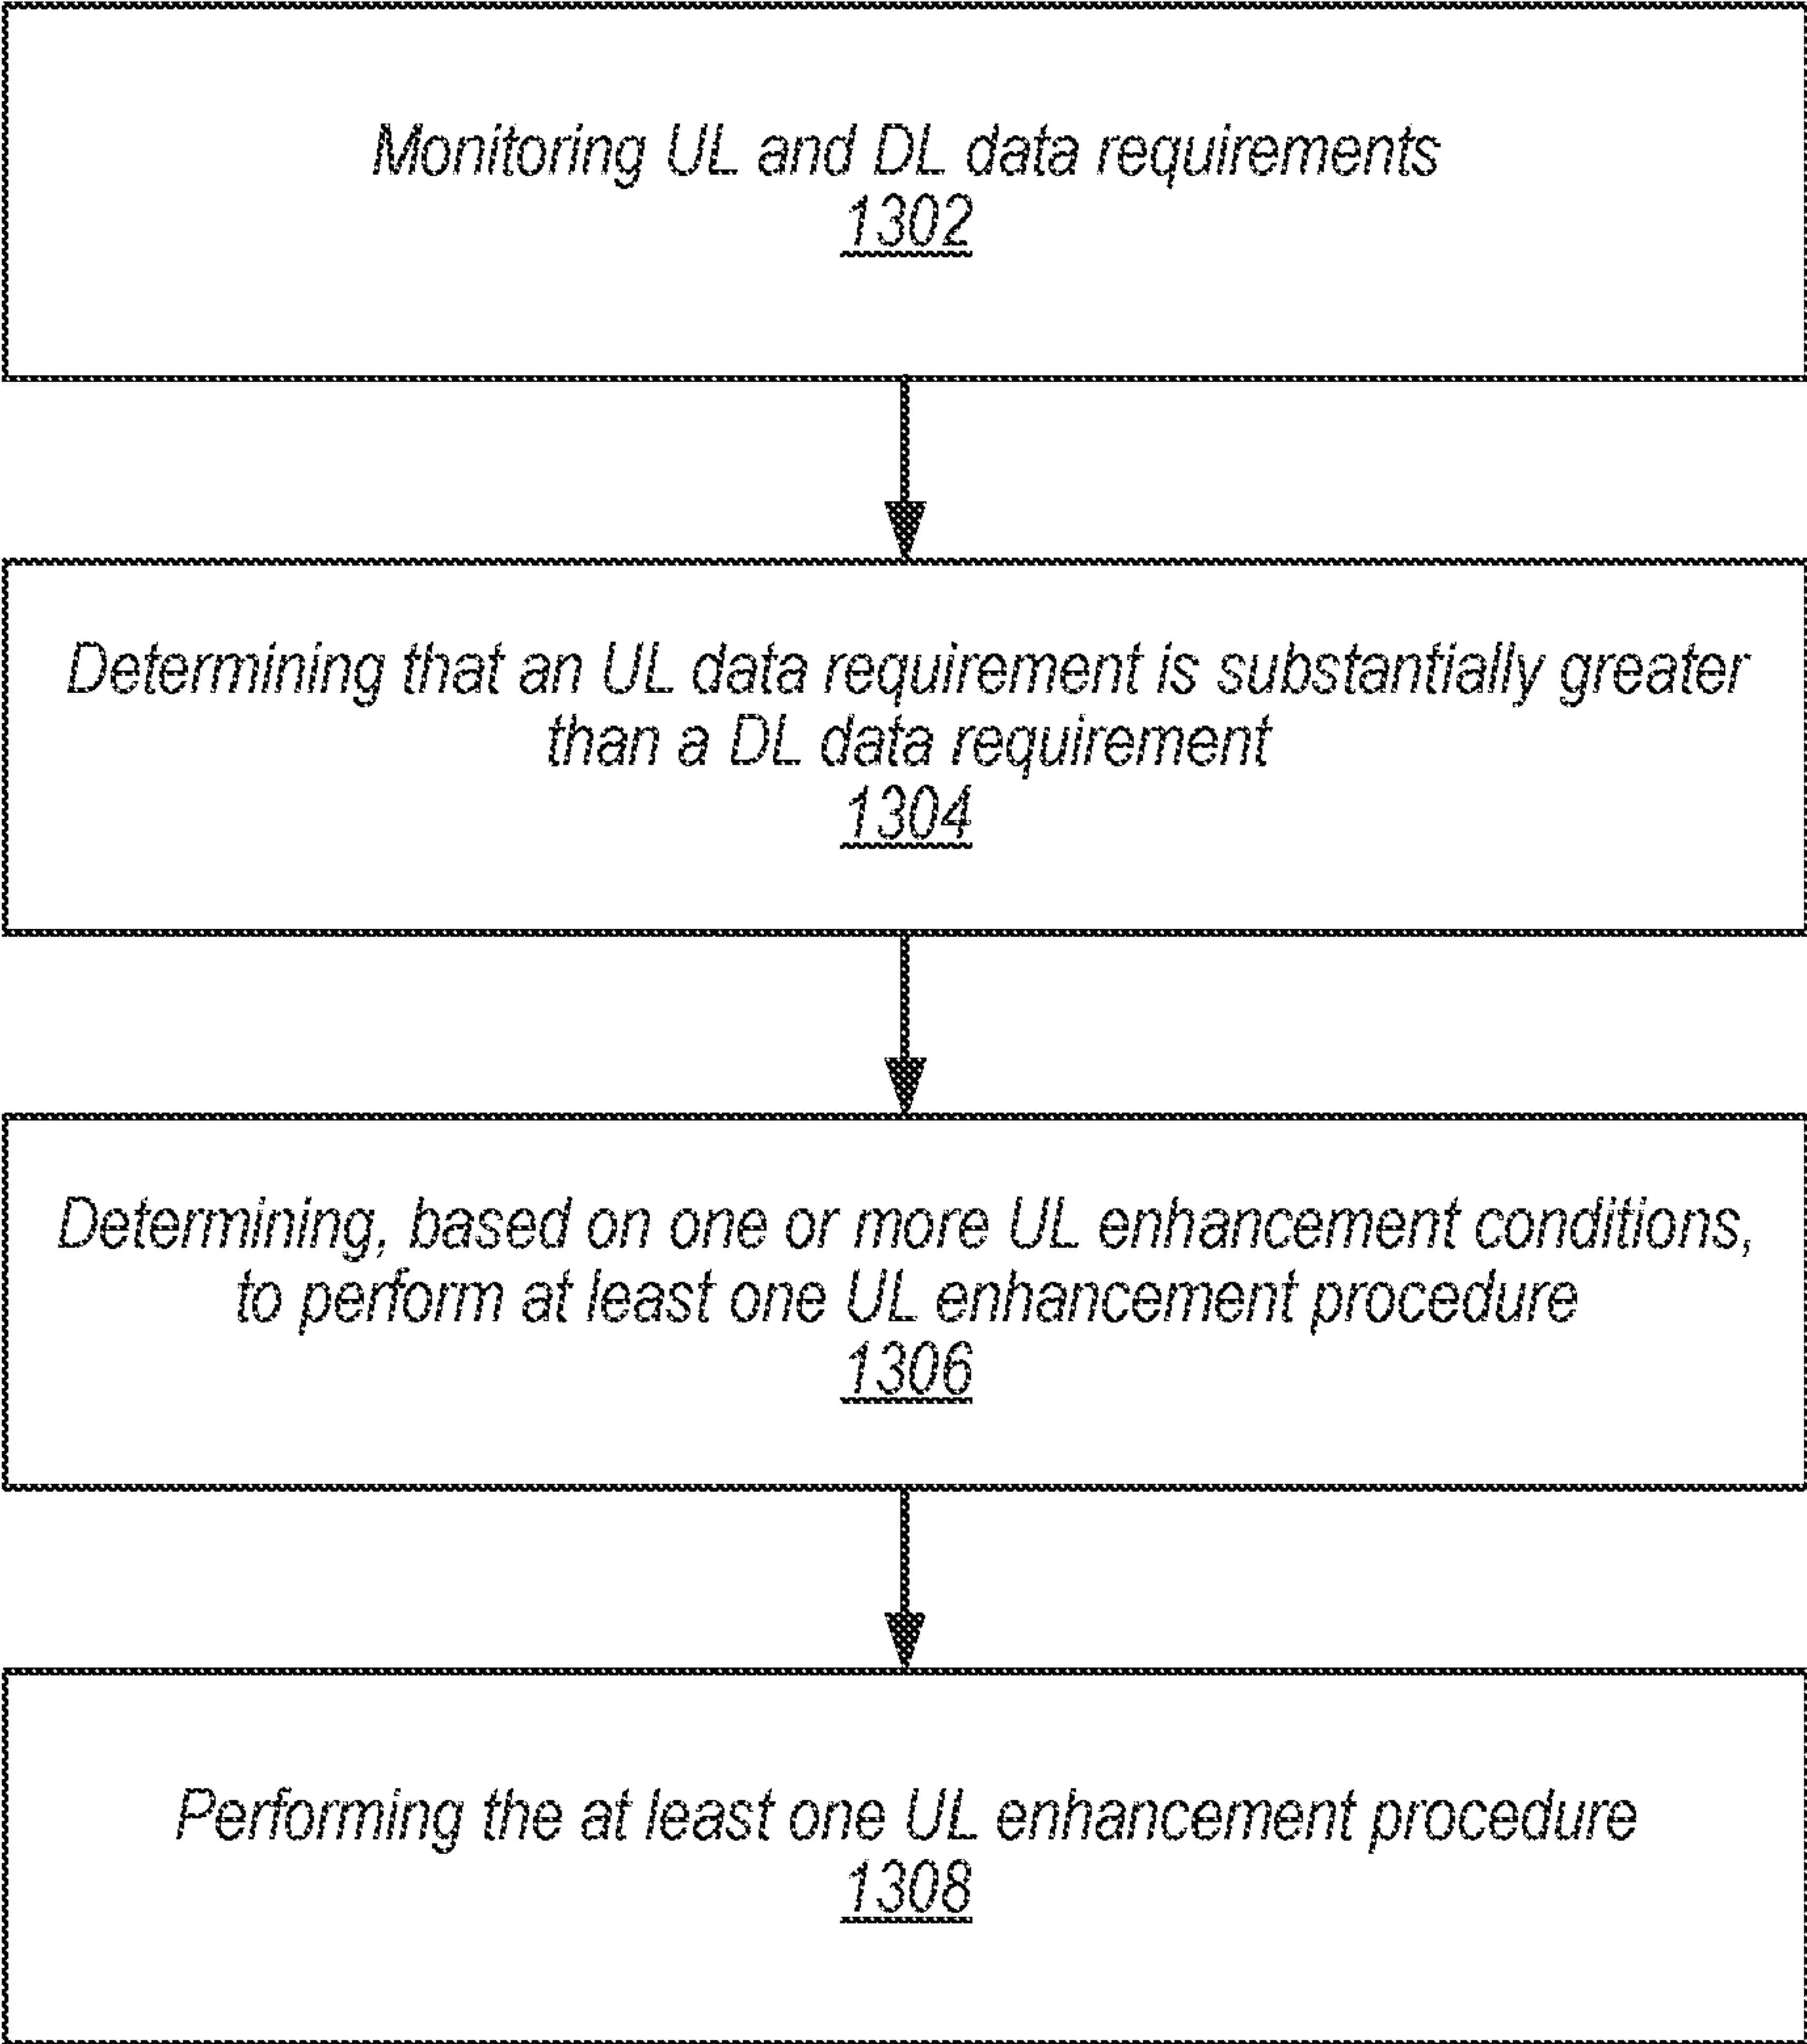 Monitoring UL and DL data requirements
1302
Determining that an UL data requirement is substantially greater
than a DL data requirement
1304
Determining, based on one or more UL enhancement conditions,
to perform at least one UL enhancement procedure
1306
Performing the at least one UL enhancement procedure
1308